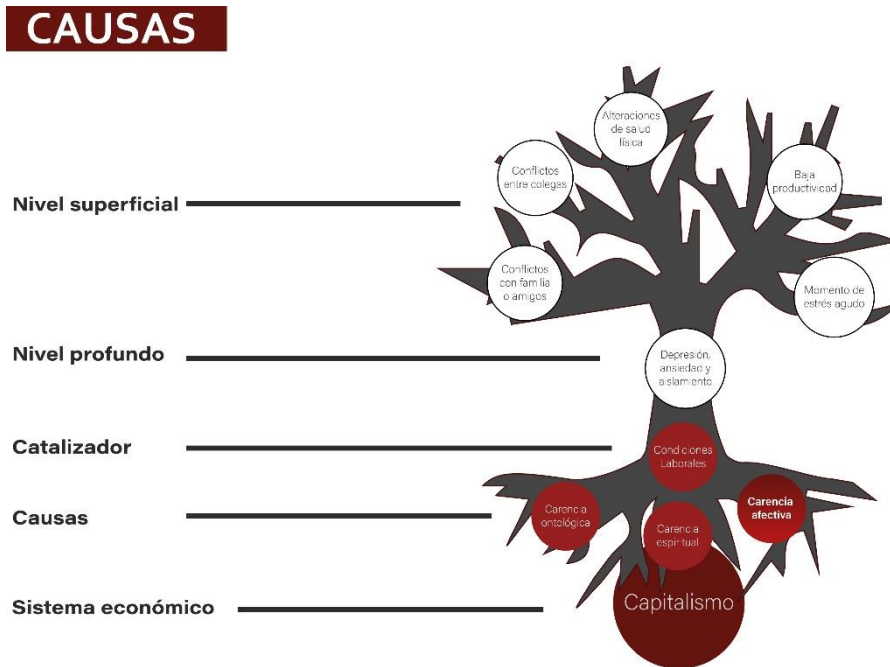 CAUSAS
Alteraciones
de salud
física
Conflictos
entre colegas
Baja
productividad
Nivel superficial
Conflictos
con familia
o amigos
Momento de
estrés agudo
Nivel profundo
Depresión,
ansiedad y
aislamiento
Catalizador
Condiciones
Laborales
Causas
Carencia
ontológica
Carencia
espiritual
Carencia
afectiva
Sistema económico
Capitalismo